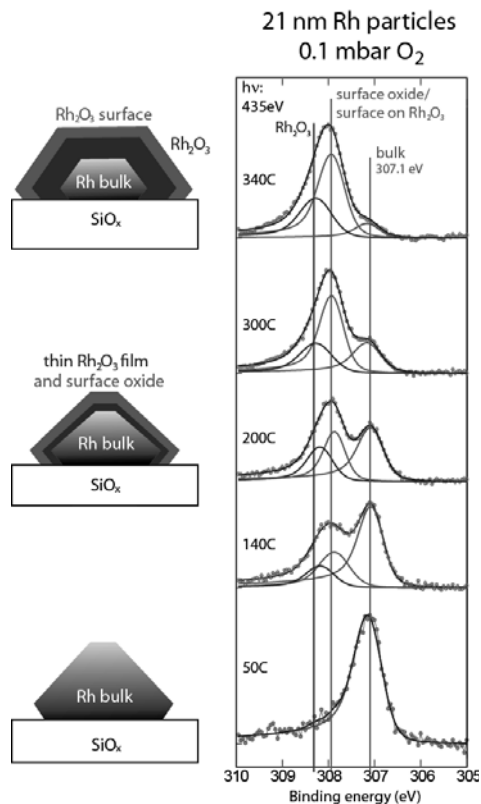 21 nm Rh particles
0.1 mbar O₂
hν:
435eV
surface oxide/
surface on Rh₂O₃
Rh₂O₃
bulk
307.1 eV
340C
300C
200C
140C
50C
310 309 308 307 306 305
Binding energy (eV)
Rh₂O₃ surface
Rh₂O₃
Rh bulk
SiOₓ
thin Rh₂O₃ film
and surface oxide
Rh bulk
SiOₓ
Rh bulk
SiOₓ